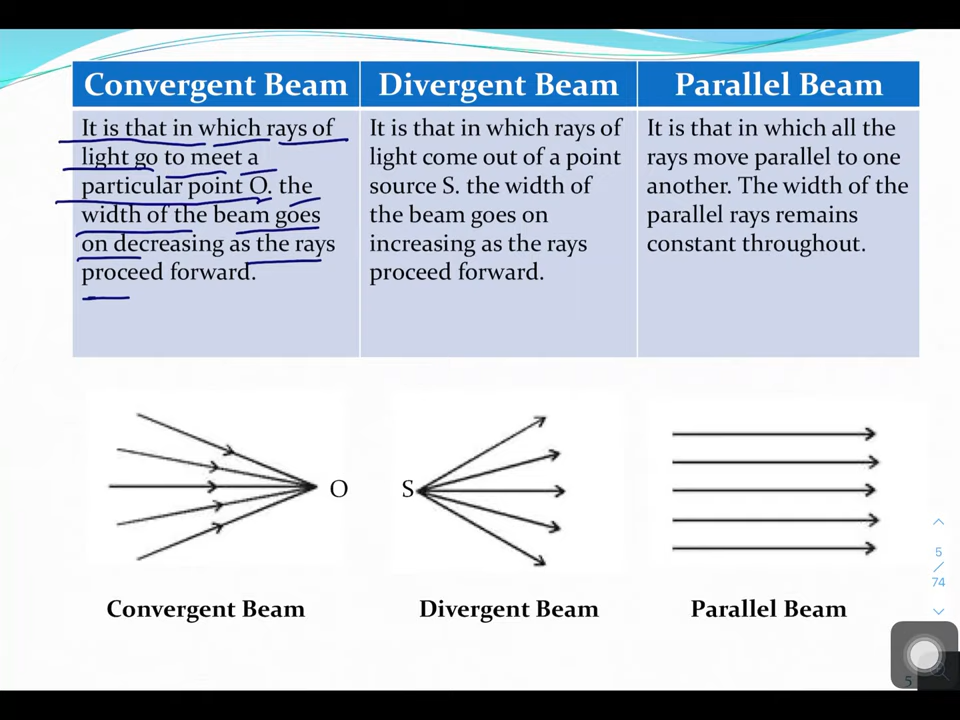 Convergent Beam
Divergent Beam
Parallel Beam
It is that in which rays of
light go to meet a
particular point O. the
width of the beam goes
on decreasing as the rays
proceed forward.
It is that in which rays of
light come out of a point
source S. the width of
the beam goes on
increasing as the rays
proceed forward.
It is that in which all the
rays move parallel to one
another. The width of the
parallel rays remains
constant throughout.
O
S
Convergent Beam
Divergent Beam
Parallel Beam
5
/
74
5